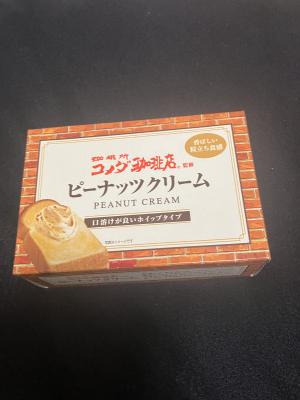 珈琲所
コメダ珈琲店®監修
香ばしい
粒立ち食感
ピーナッツクリーム
PEANUT CREAM
口溶けが良いホイップタイプ